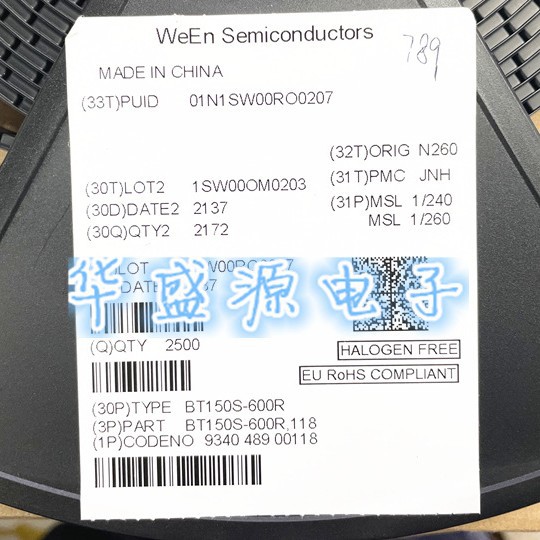 WeEn Semiconductors
789
MADE IN CHINA
(33T)PUID 01N1SW00RO0207
(32T)ORIG N260
(30T)LOT2 1SW00OM0203
(31T)PMC JNH
(30D)DATE2 2137
(31P)MSL 1/240
(30Q)QTY2 2172
MSL 1/260
LOT
DATE
华盛源电子
(Q)QTY 2500
HALOGEN FREE
EU RoHS COMPLIANT
(30P)TYPE BT150S-600R
(3P)PART BT150S-600R,118
(1P)CODENO 9340 489 00118